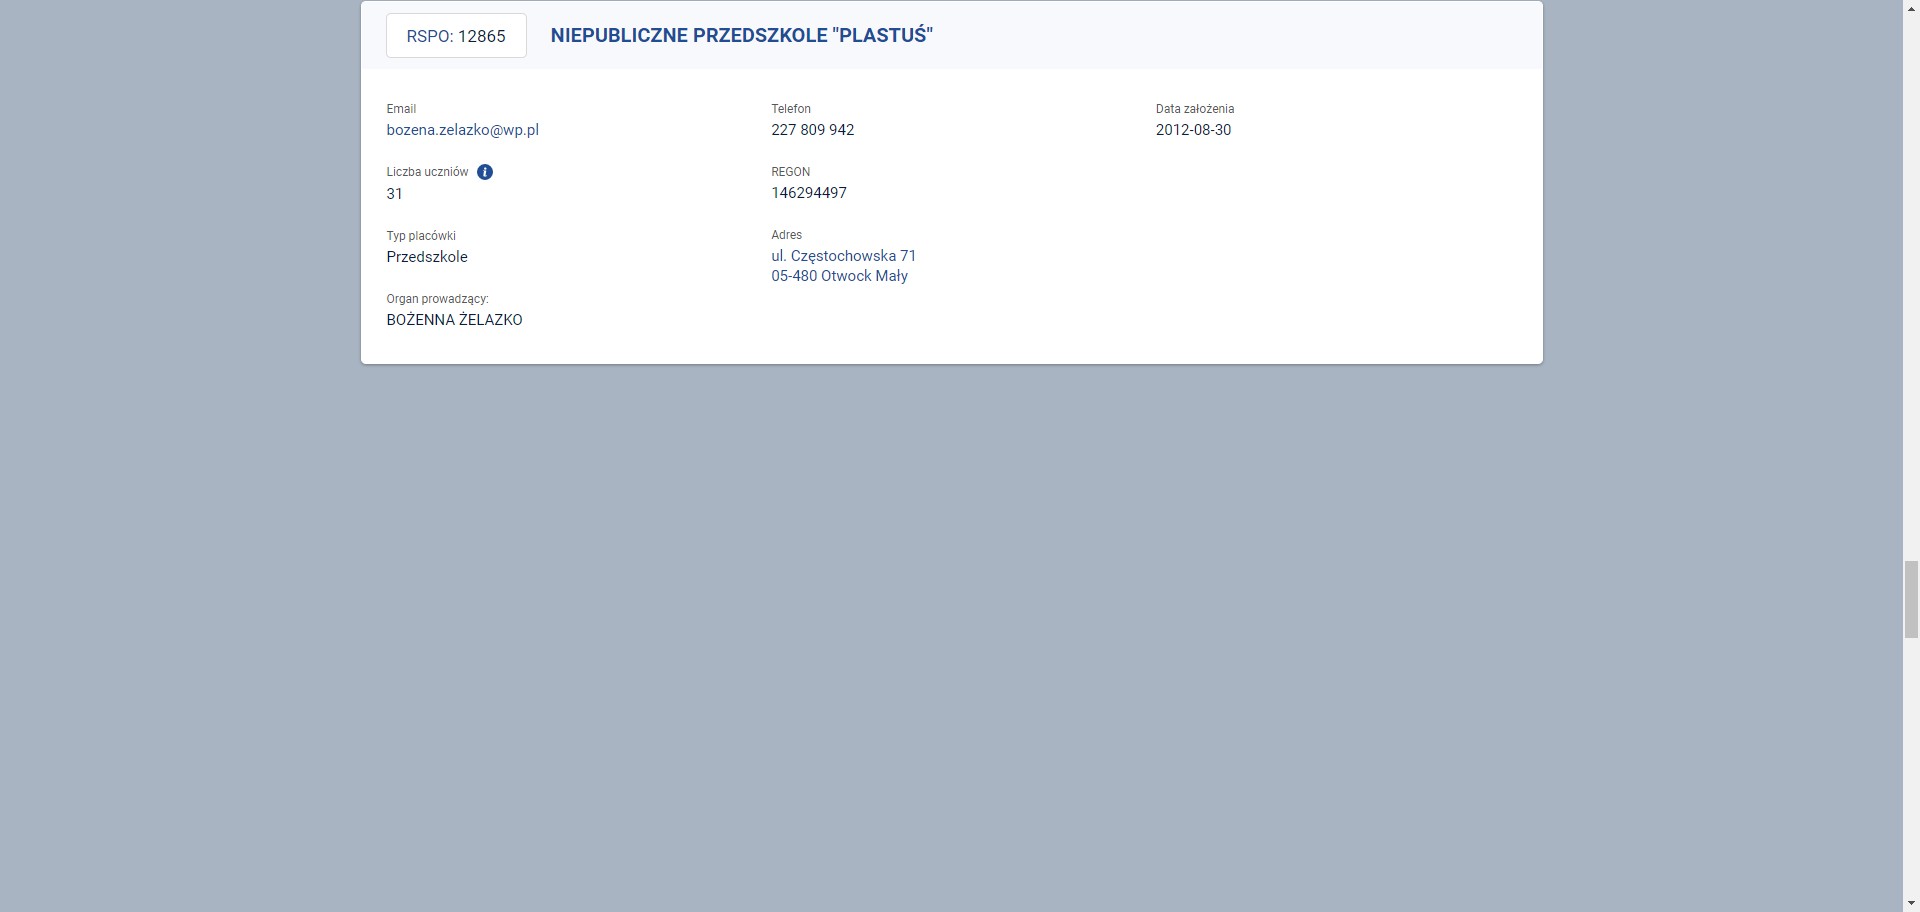 RSPO: 12865
NIEPUBLICZNE PRZEDSZKOLE "PLASTUŚ"
Email
bozena.zelazko@wp.pl
Telefon
227 809 942
Data założenia
2012-08-30
Liczba uczniów i
31
REGON
146294497
Typ placówki
Przedszkole
Adres
ul. Częstochowska 71
05-480 Otwock Mały
Organ prowadzący:
BOŻENNA ŻELAZKO